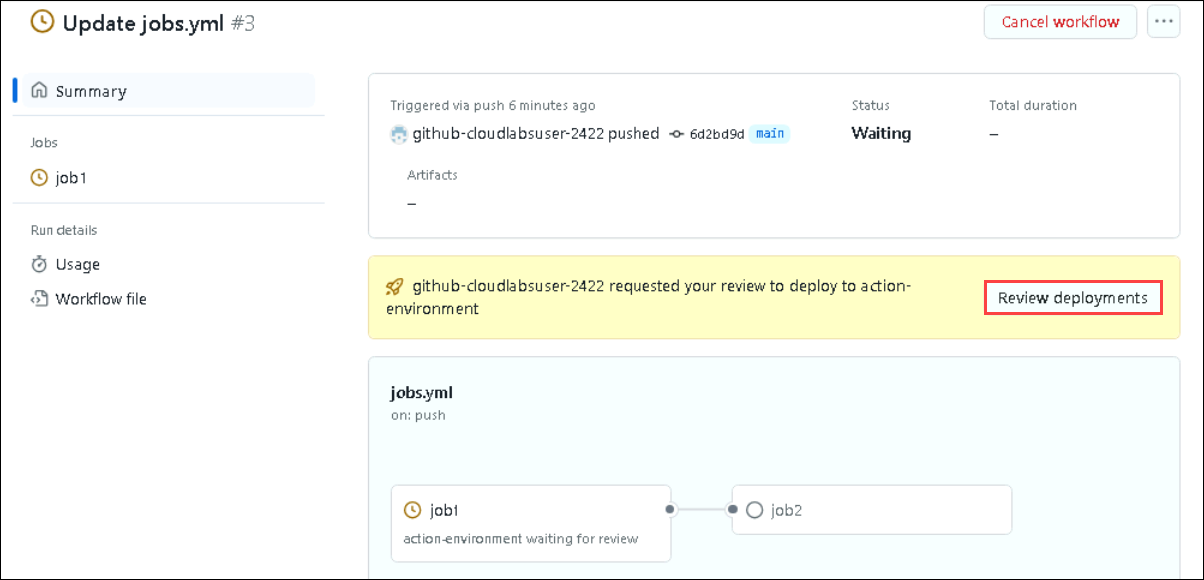 Update jobs.yml #3
Cancel workflow
Summary
Jobs
job1
Run details
Usage
Workflow file
Triggered via push 6 minutes ago
github-cloudlabsuser-2422 pushed 6d2bd9d main
Status
Waiting
Total duration
–
Artifacts
–
github-cloudlabsuser-2422 requested your review to deploy to action-
environment
Review deployments
jobs.yml
on: push
job1
action-environment waiting for review
job2